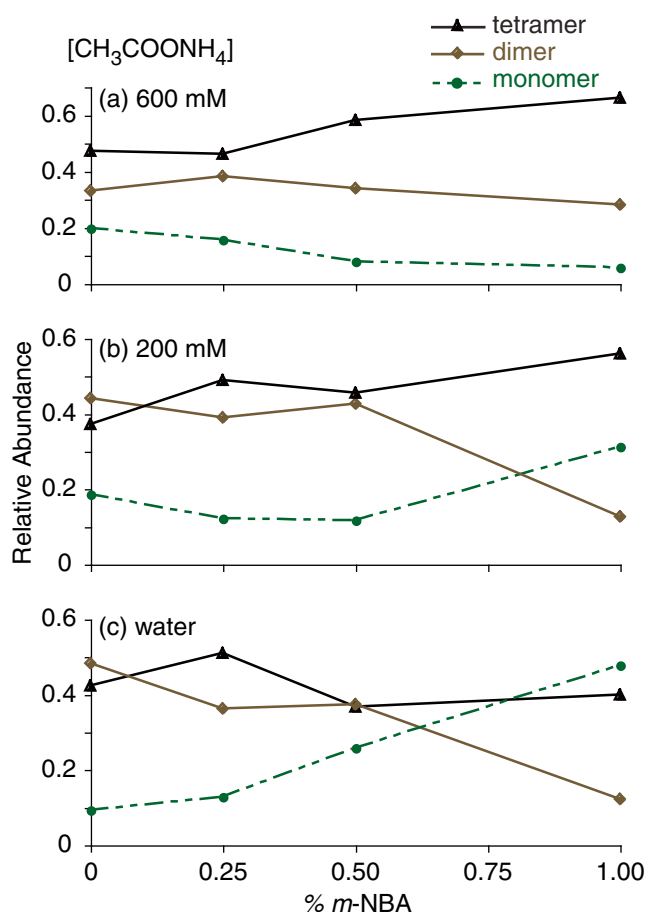 [CH3COONH4]
tetramer
dimer
monomer
(a) 600 mM
0.6
0.4
0.2
0
(b) 200 mM
0.6
0.4
0.2
0
Relative Abundance
(c) water
0.6
0.4
0.2
0
0 0.25 0.50 0.75 1.00
% m-NBA